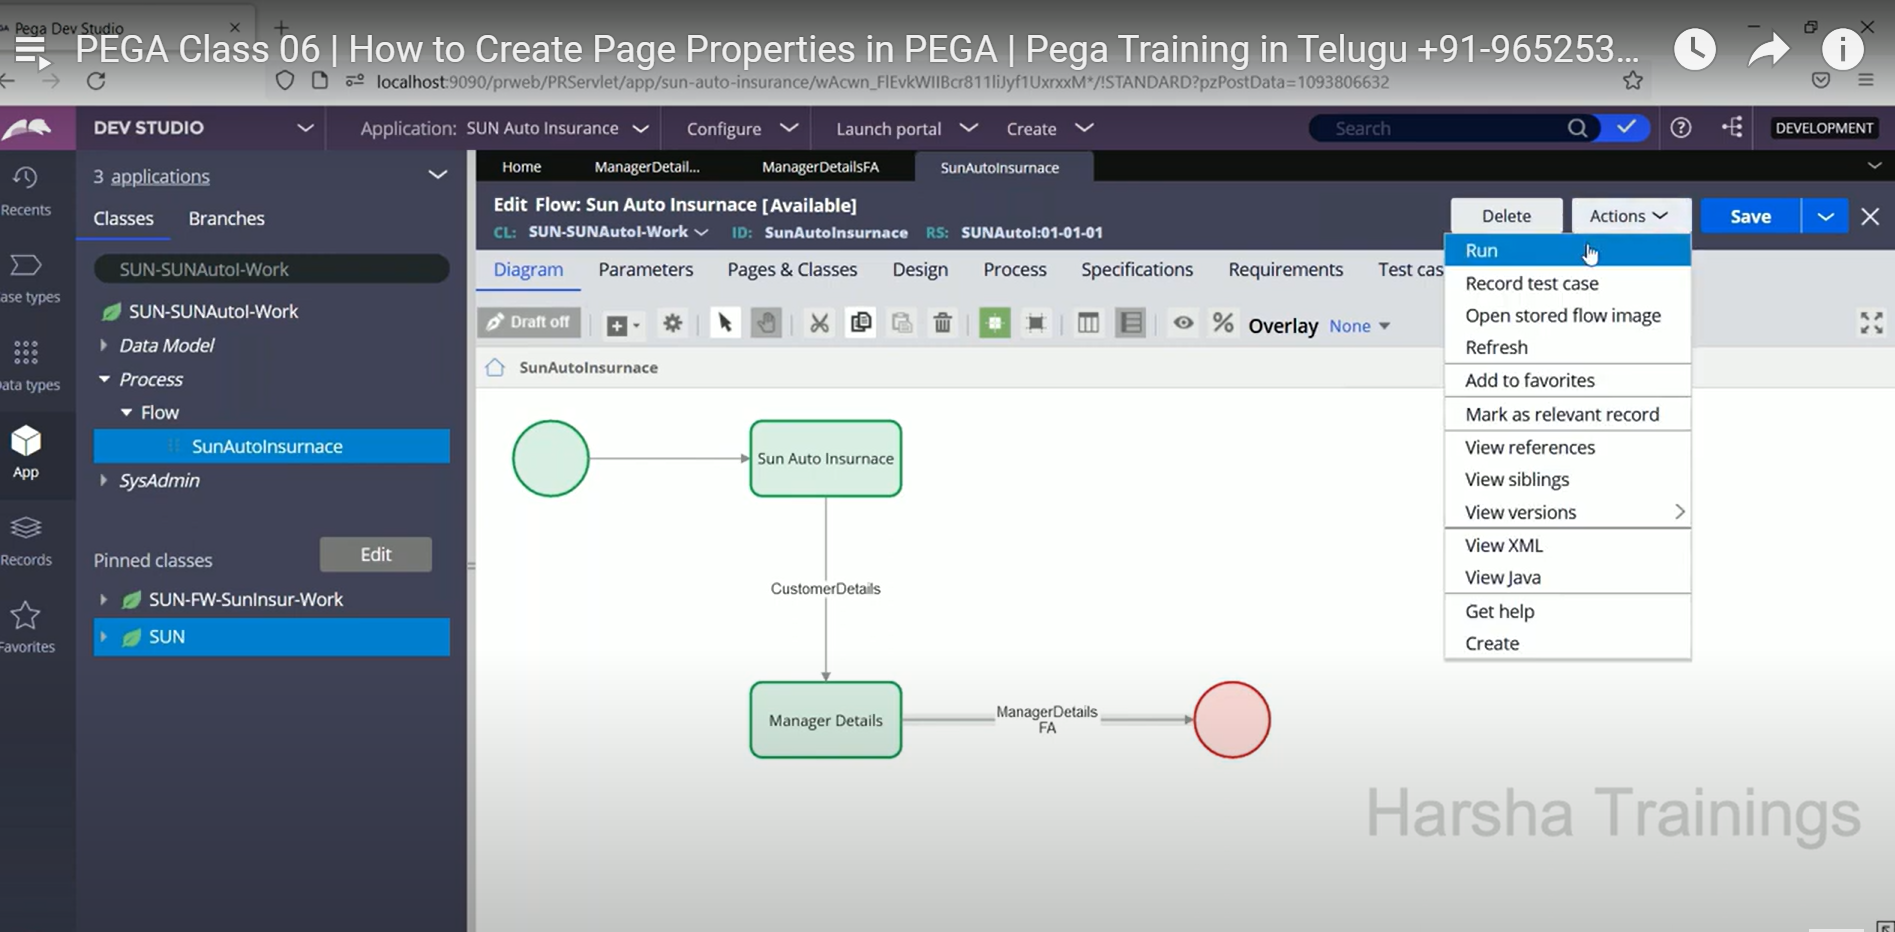 Pega Dev Studio
PEGA Class 06 | How to Create Page Properties in PEGA | Pega Training in Telugu +91-965253...
localhost:9090/prweb/PRServlet/app/sun-auto-insurance/
!STANDARD?pzPostData=1093806632
DEV STUDIO
Application: SUN Auto Insurance
Configure
Launch portal
Create
Search
DEVELOPMENT
Recents
ase types
ata types
App
Records
avorites
3 applications
Classes
Branches
SUN-SUNAutoI-Work
SUN-SUNAutoI-Work
Data Model
Process
Flow
SunAutoInsurnace
SysAdmin
Pinned classes
Edit
SUN-FW-SunInsur-Work
SUN
Home
ManagerDetail...
ManagerDetailsFA
SunAutoInsurnace
Edit Flow: Sun Auto Insurnace [Available]
CL: SUN-SUNAutoI-Work ID: SunAutoInsurnace RS: SUNAutoI:01-01-01
Delete
Actions
Save
Diagram
Parameters
Pages & Classes
Design
Process
Specifications
Requirements
Test cas
Draft off
Overlay None
SunAutoInsurnace
Sun Auto Insurnace
CustomerDetails
Manager Details
ManagerDetails
FA
Run
Record test case
Open stored flow image
Refresh
Add to favorites
Mark as relevant record
View references
View siblings
View versions
View XML
View Java
Get help
Create
Harsha Trainings